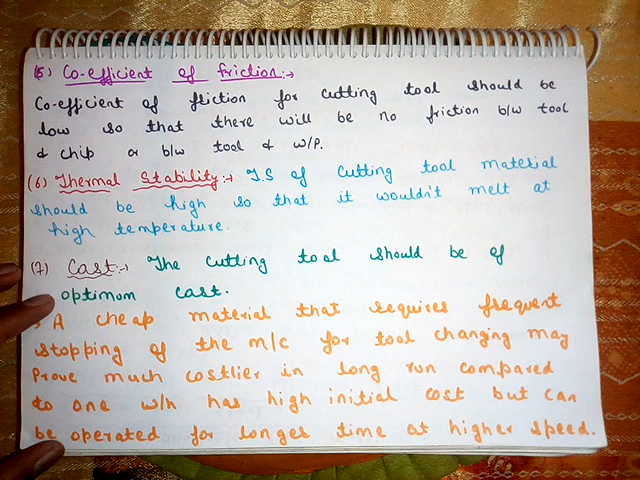 (5) Co-efficient of friction:→
Co-efficient of fliction for cutting tool should be
low so that there will be no friction b/w tool
& chip or b/w tool & W/P.
(6) Thermal Stability:→ T.S of cutting tool material
should be high so that it wouldn't melt at
high temperature.
(7) Cast:→ The cutting tool should be of
optimum cast.
A cheap material that requires frequent
stopping of the m/c for tool changing may
Prove much costlier in long run compared
to one w/h has high initial cost but can
be operated for longer time at higher speed.